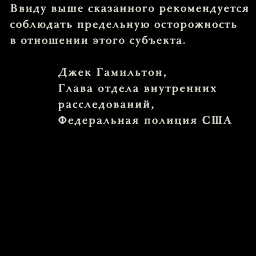 Ввиду выше сказанного рекомендуется
соблюдать предельную осторожность
в отношении этого субъекта.
Джек Гамильтон,
Глава отдела внутренних
расследований,
Федеральная полиция США